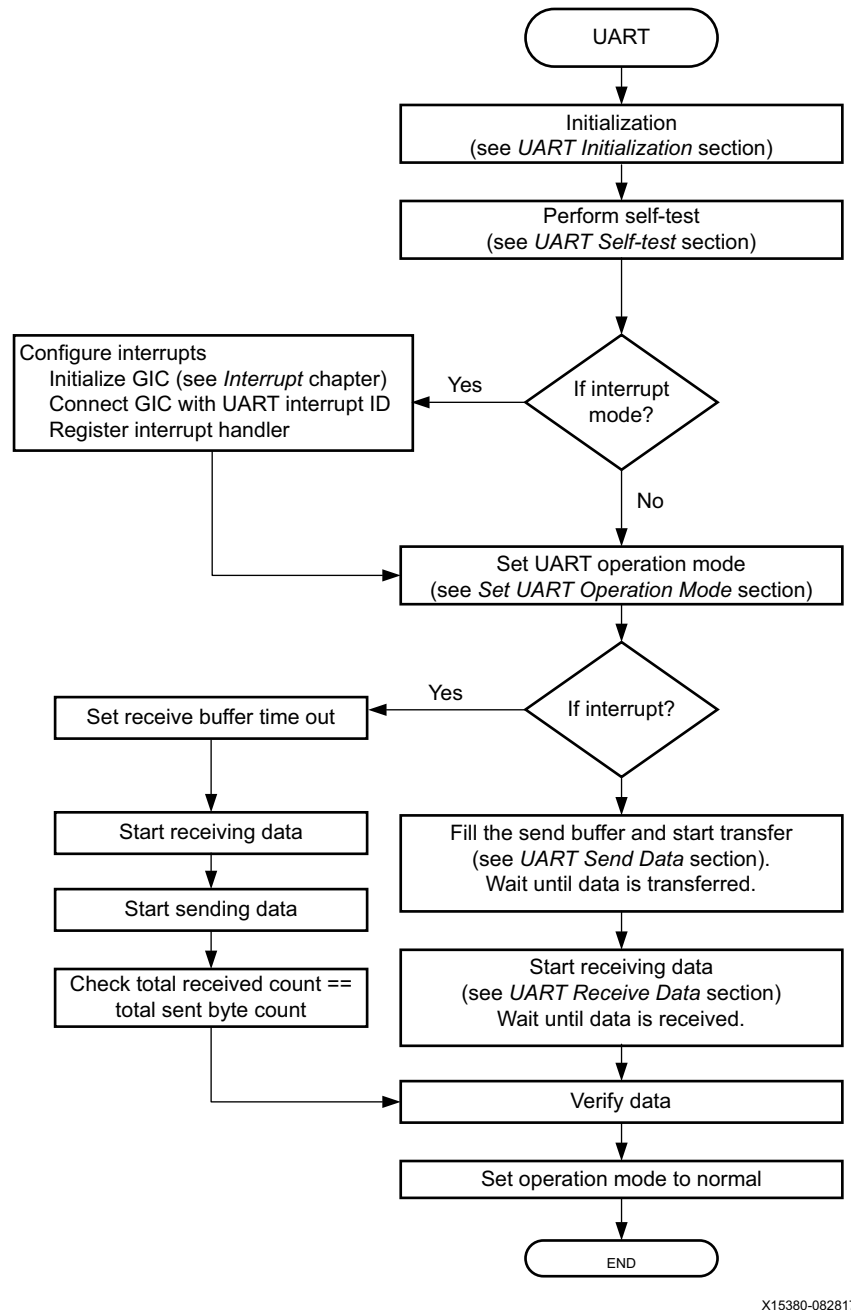 UART
Initialization
(see UART Initialization section)
Perform self-test
(see UART Self-test section)
Configure interrupts
Initialize GIC (see Interrupt chapter)
Connect GIC with UART interrupt ID
Register interrupt handler
Yes
If interrupt
mode?
No
Set UART operation mode
(see Set UART Operation Mode section)
Yes
If interrupt?
Set receive buffer time out
Start receiving data
Start sending data
Check total received count ==
total sent byte count
Fill the send buffer and start transfer
(see UART Send Data section).
Wait until data is transferred.
Start receiving data
(see UART Receive Data section)
Wait until data is received.
Verify data
Set operation mode to normal
END
X15380-082817